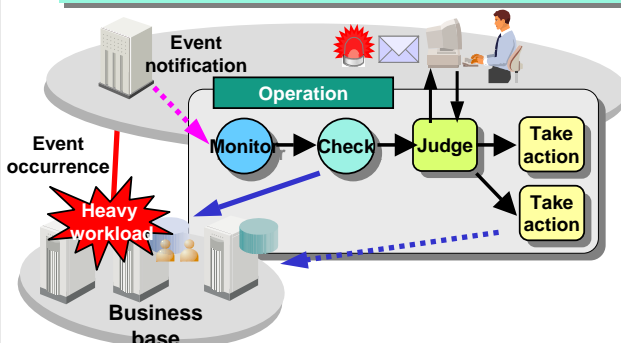 Event
notification
Operation
Event
occurrence
Monitor
Check
Judge
Take
action
Take
action
Heavy
workload
Business
base